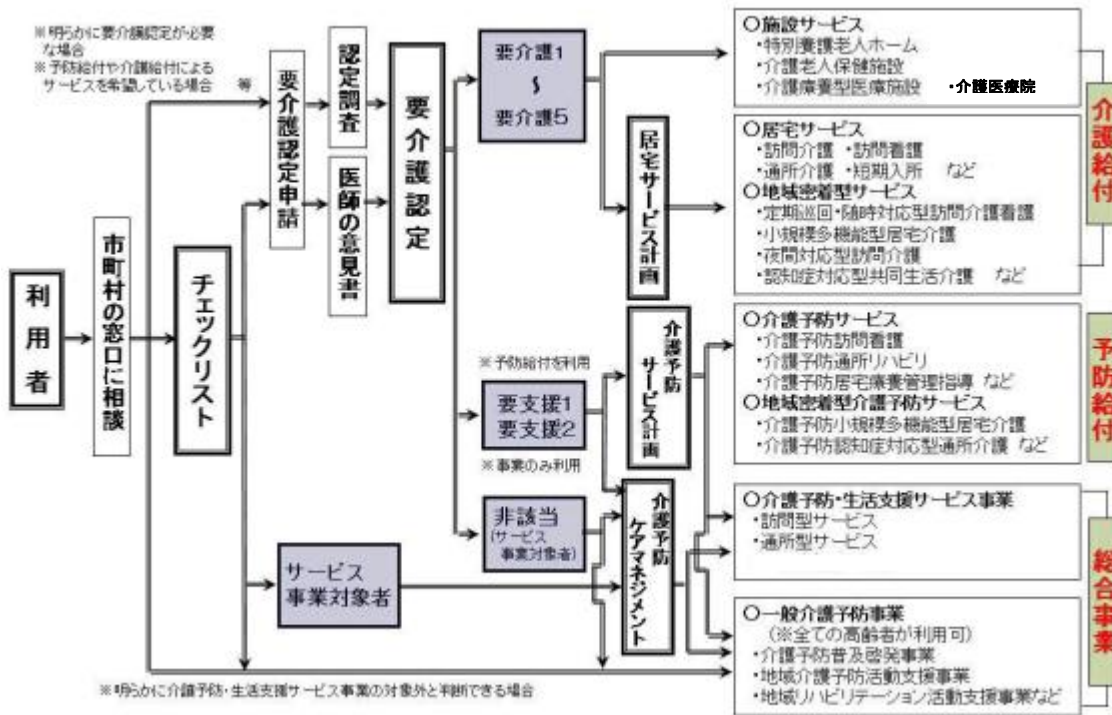 ※明らかに要介護認定が必要
な場合
※予防給付や介護給付による
サービスを希望している場合　等
利用者
市町村の窓口に相談
チェックリスト
要介護認定申請
認定調査
医師の意見書
要介護認定
要介護1
〜
要介護5
※予防給付を利用
要支援1
要支援2
※事業のみ利用
非該当
(サービス
事業対象者)
サービス
事業対象者
居宅サービス計画
介護予防
サービス計画
介護予防
ケアマネジメント
○施設サービス
・特別養護老人ホーム
・介護老人保健施設
・介護療養型医療施設　・介護医療院
○居宅サービス
・訪問介護　・訪問看護
・通所介護　・短期入所　など
○地域密着型サービス
・定期巡回・随時対応型訪問介護看護
・小規模多機能型居宅介護
・夜間対応型訪問介護
・認知症対応型共同生活介護　など
介護給付
○介護予防サービス
・介護予防訪問看護
・介護予防通所リハビリ
・介護予防居宅療養管理指導　など
○地域密着型介護予防サービス
・介護予防小規模多機能型居宅介護
・介護予防認知症対応型通所介護　など
予防給付
○介護予防・生活支援サービス事業
・訪問型サービス
・通所型サービス
○一般介護予防事業
(※全ての高齢者が利用可)
・介護予防普及啓発事業
・地域介護予防活動支援事業
・地域リハビリテーション活動支援事業など
総合事業
※明らかに介護予防・生活支援サービス事業の対象外と判断できる場合